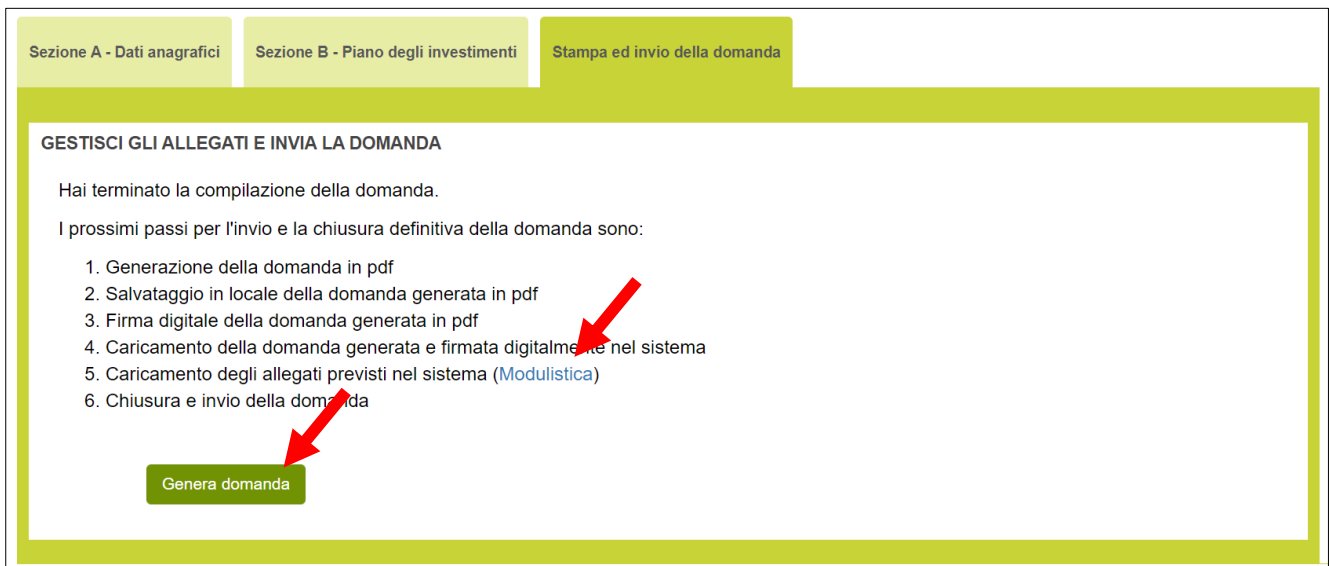 Sezione A - Dati anagrafici
Sezione B - Piano degli investimenti
Stampa ed invio della domanda
GESTISCI GLI ALLEGATI E INVIA LA DOMANDA
Hai terminato la compilazione della domanda.
I prossimi passi per l'invio e la chiusura definitiva della domanda sono:
1. Generazione della domanda in pdf
2. Salvataggio in locale della domanda generata in pdf
3. Firma digitale della domanda generata in pdf
4. Caricamento della domanda generata e firmata digitalmente nel sistema
5. Caricamento degli allegati previsti nel sistema (Modulistica)
6. Chiusura e invio della domanda
Genera domanda